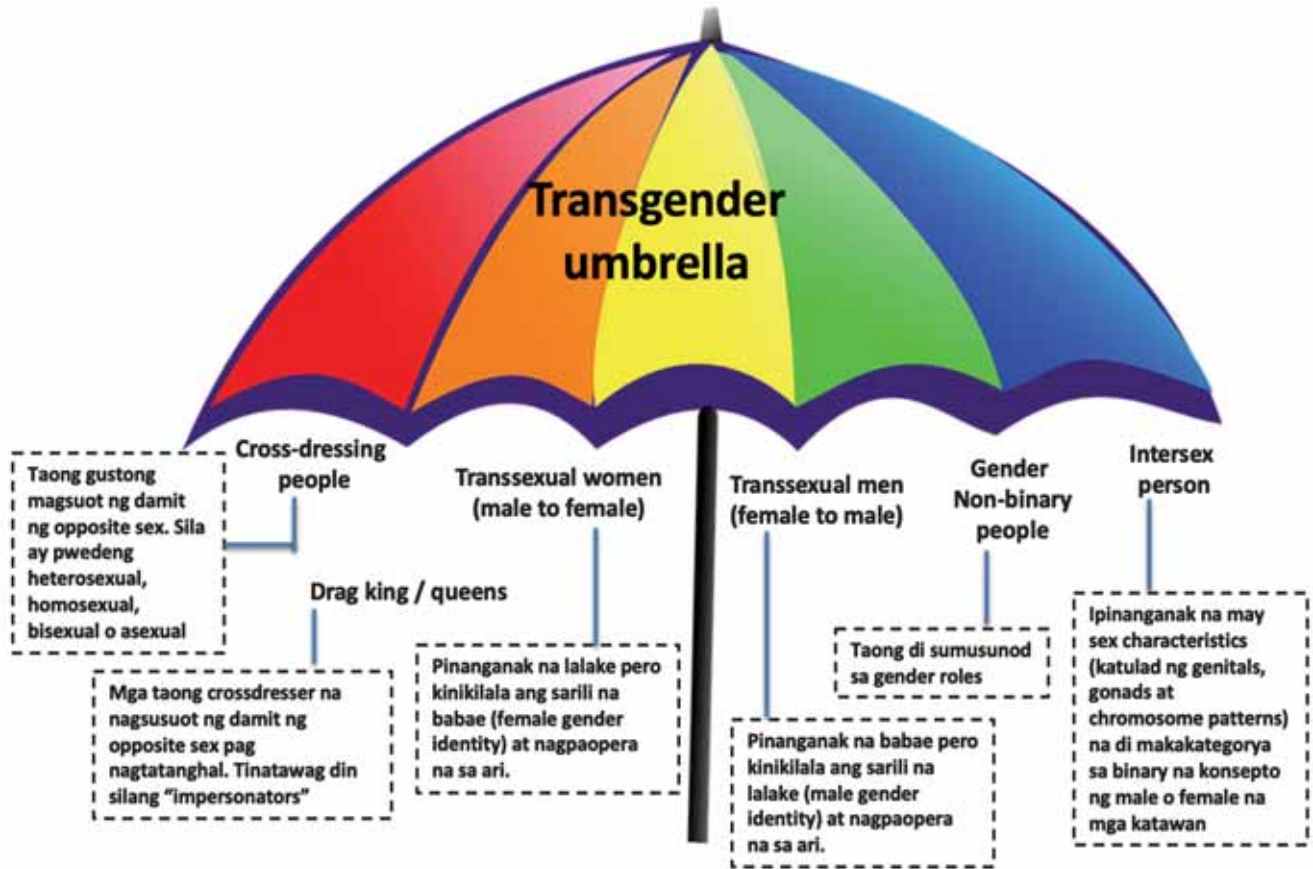 Transgender
umbrella
Cross-dressing
people
Taong gustong
magsuot ng damit
ng opposite sex. Sila
ay pwedeng
heterosexual,
homosexual,
bisexual o asexual
Drag king / queens
Mga taong crossdresser na
nagsusuot ng damit ng
opposite sex pag
nagtatanghal. Tinatawag din
silang “impersonators”
Transsexual women
(male to female)
Pinanganak na lalake pero
kinikilala ang sarili na
babae (female gender
identity) at nagpaopera
na sa ari.
Transsexual men
(female to male)
Pinanganak na babae pero
kinikilala ang sarili na
lalake (male gender
identity) at nagpaopera
na sa ari.
Gender
Non-binary
people
Taong di sumusunod
sa gender roles
Intersex
person
Ipinanganak na may
sex characteristics
(katulad ng genitals,
gonads at
chromosome patterns)
na di makakategorya
sa binary na konsepto
ng male o female na
mga katawan